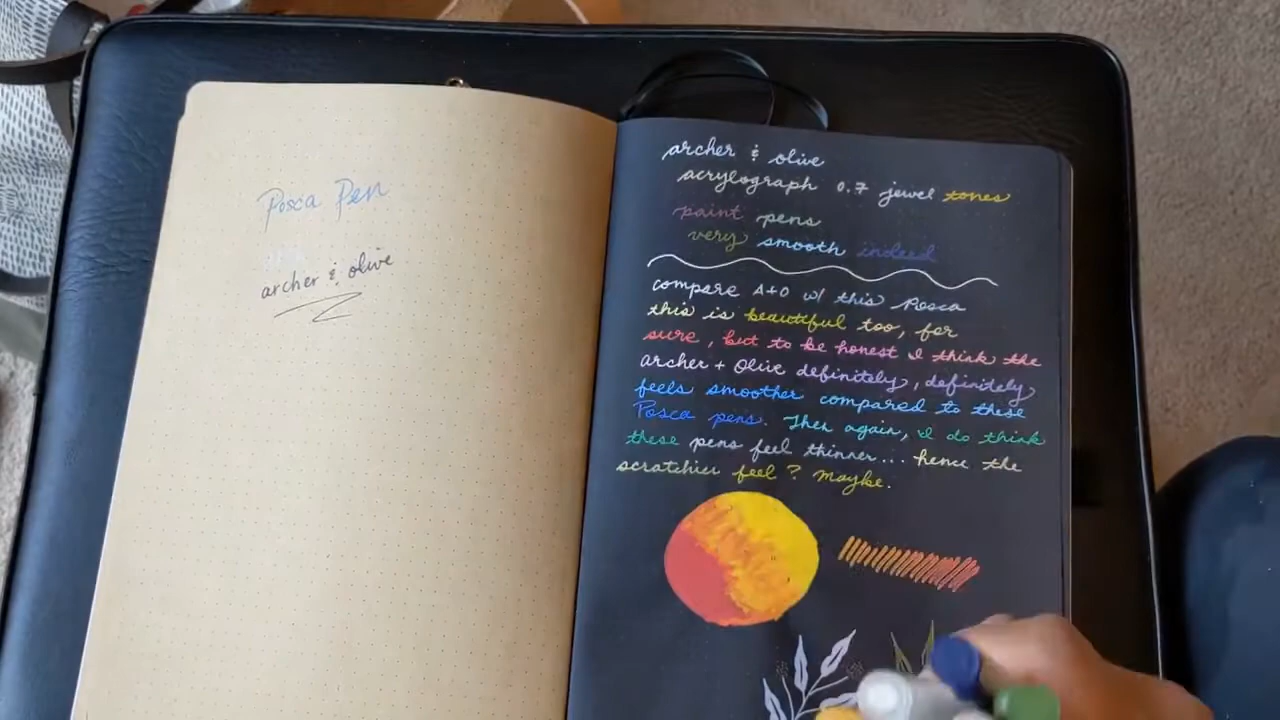 Posca Pen
archer & olive
archer & olive
acrylograph 0.7 jewel tones
paint pens
very smooth indeed
compare A+O w/ this Posca
this is beautiful too, for
sure, but to be honest I think the
archer + Olive definitely, definitely
feels smoother compared to these
Posca pens. Then again, I do think
these pens feel thinner... hence the
scratchier feel? Maybe.